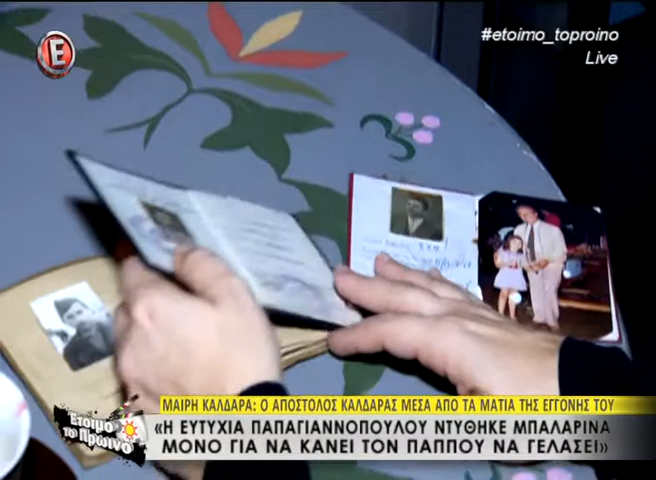 #etoimo_toproino
Live
E
ΜΑΙΡΗ ΚΑΛΔΑΡΑ: Ο ΑΠΟΣΤΟΛΟΣ ΚΑΛΔΑΡΑΣ ΜΕΣΑ ΑΠΟ ΤΑ ΜΑΤΙΑ ΤΗΣ ΕΓΓΟΝΗΣ ΤΟΥ
Έτοιμο
το Πρωινο
«Η ΕΥΤΥΧΙΑ ΠΑΠΑΓΙΑΝΝΟΠΟΥΛΟΥ ΝΤΥΘΗΚΕ ΜΠΑΛΑΡΙΝΑ
ΜΟΝΟ ΓΙΑ ΝΑ ΚΑΝΕΙ ΤΟΝ ΠΑΠΠΟΥ ΝΑ ΓΕΛΑΣΕΙ»